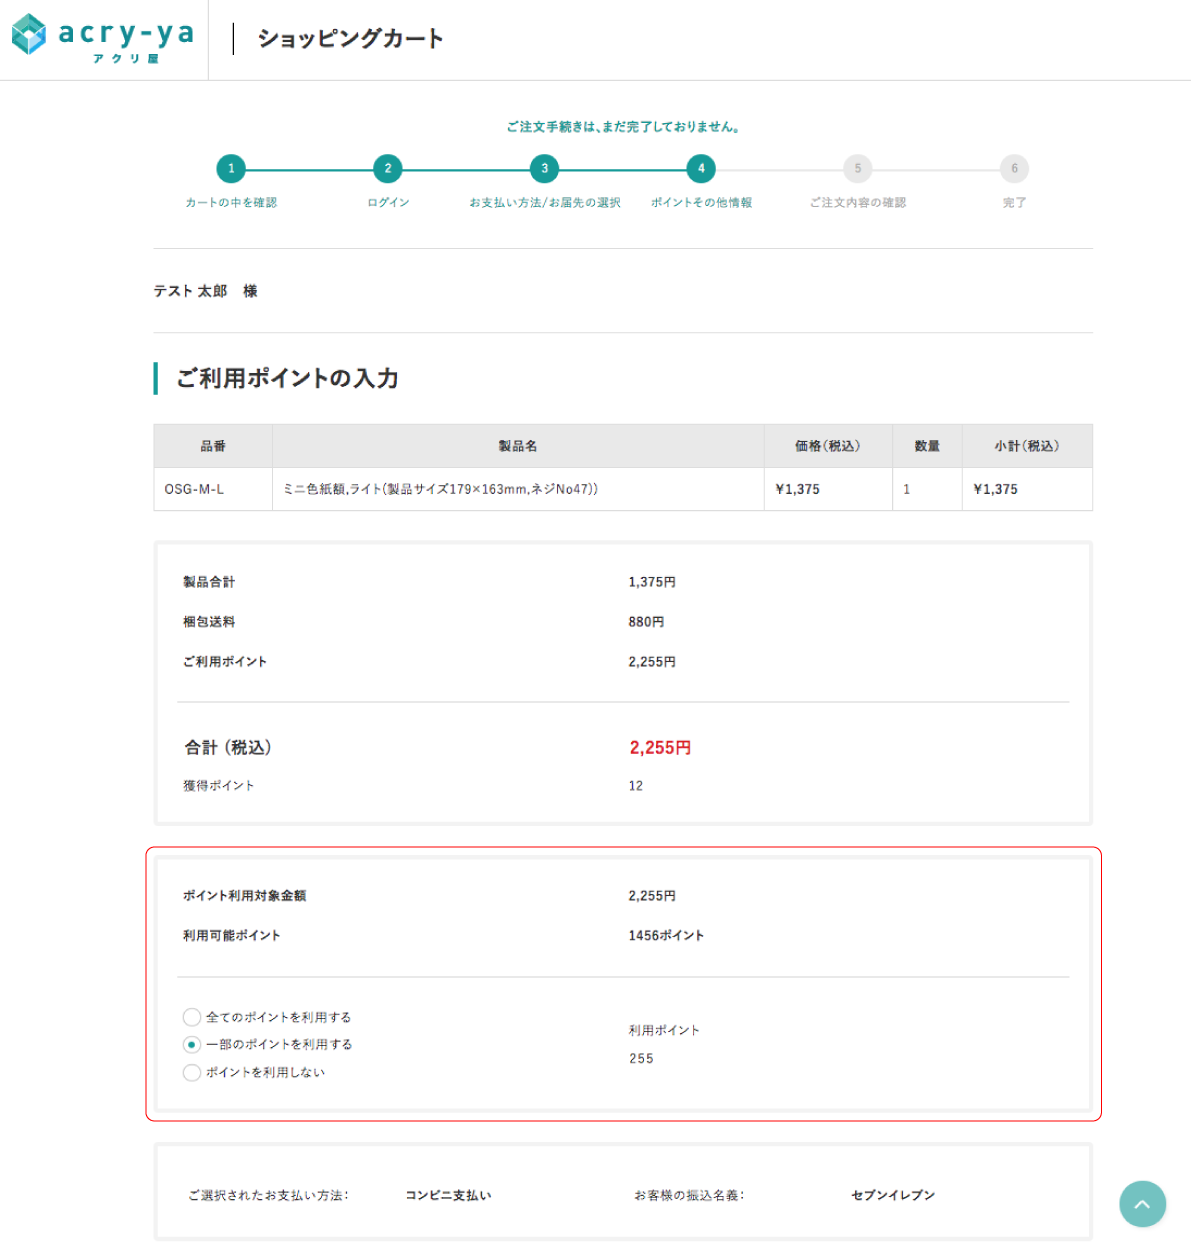 acry-ya
アクリ屋
ショッピングカート
ご注文手続きは、まだ完了しておりません。
1 2 3 4 5 6
カートの中を確認 ログイン お支払い方法/お届先の選択 ポイントその他情報 ご注文内容の確認 完了
テスト 太郎　様
ご利用ポイントの入力
品番 製品名 価格（税込） 数量 小計（税込）
OSG-M-L ミニ色紙額,ライト(製品サイズ179×163mm,ネジNo47)) ¥1,375 1 ¥1,375
製品合計 1,375円
梱包送料 880円
ご利用ポイント 2,255円
合計（税込） 2,255円
獲得ポイント 12
ポイント利用対象金額 2,255円
利用可能ポイント 1456ポイント
全てのポイントを利用する
一部のポイントを利用する
ポイントを利用しない
利用ポイント
255
ご選択されたお支払い方法： コンビニ支払い お客様の振込名義： セブンイレブン